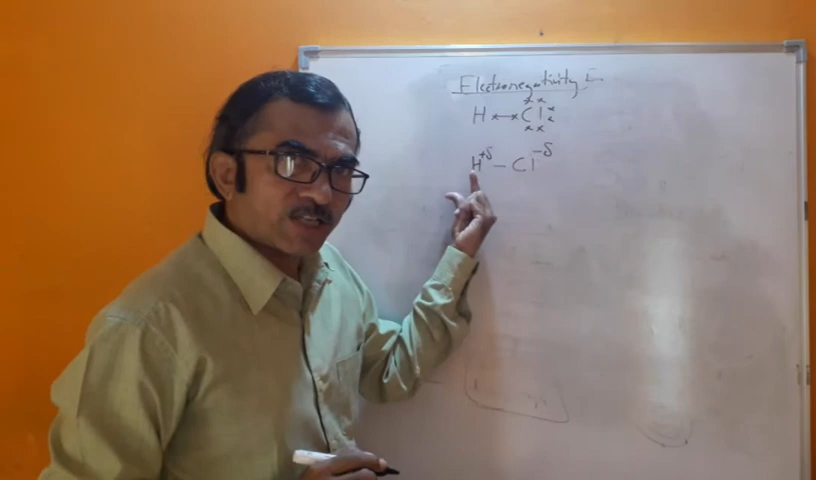 Electronegativity :-
H ×—× Cl
H+δ – Cl−δ